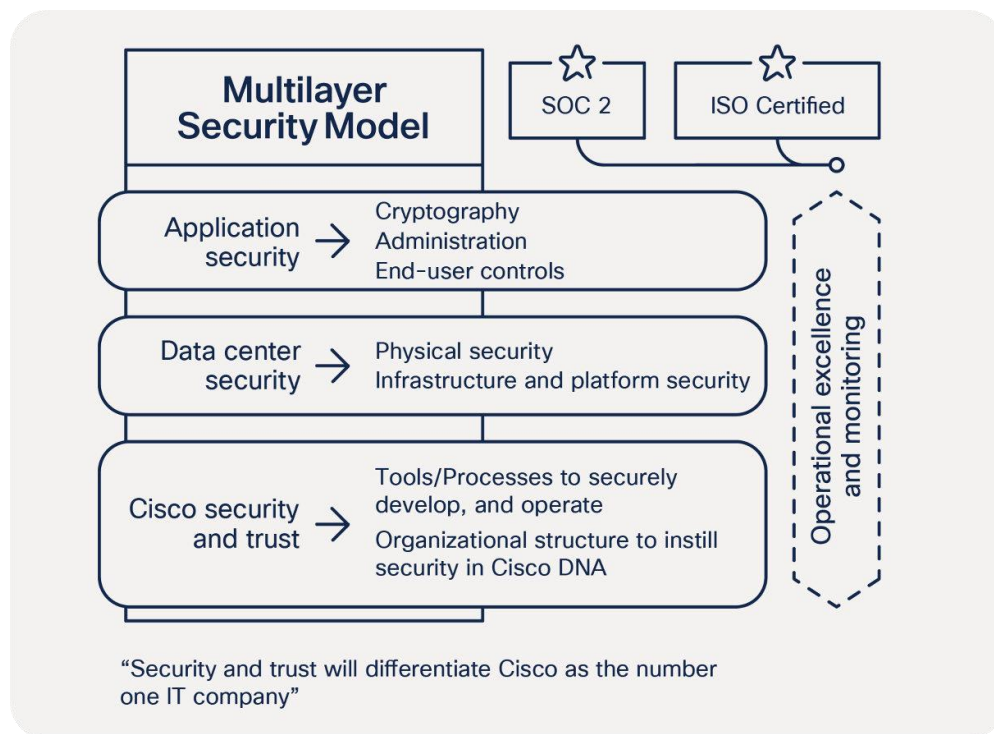 Multilayer
Security Model
SOC 2
ISO Certified
Application
security
Cryptography
Administration
End-user controls
Data center
security
Physical security
Infrastructure and platform security
Cisco security
and trust
Tools/Processes to securely
develop, and operate
Organizational structure to instill
security in Cisco DNA
Operational excellence
and monitoring
“Security and trust will differentiate Cisco as the number
one IT company”